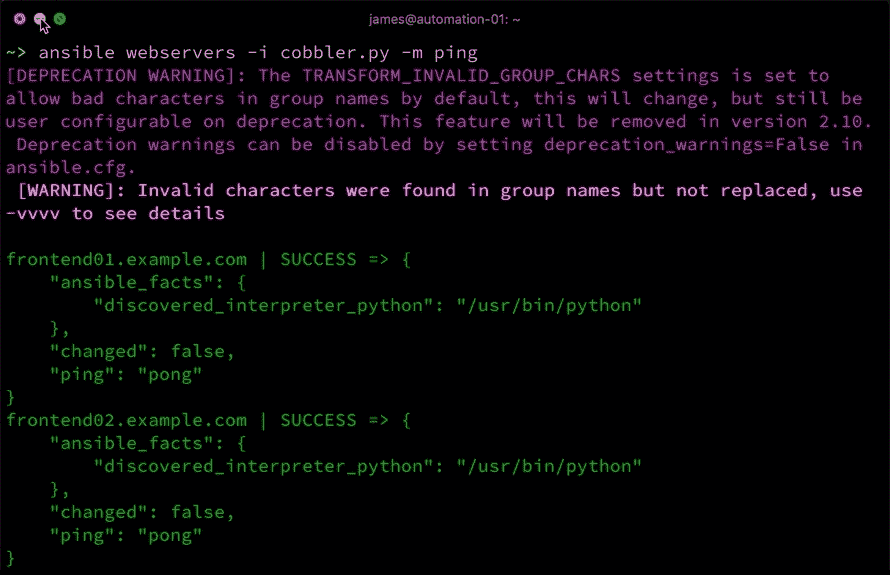 james@automation-01: ~
~> ansible webservers -i cobbler.py -m ping
[DEPRECATION WARNING]: The TRANSFORM_INVALID_GROUP_CHARS settings is set to
allow bad characters in group names by default, this will change, but still be
user configurable on deprecation. This feature will be removed in version 2.10.
 Deprecation warnings can be disabled by setting deprecation_warnings=False in
ansible.cfg.
 [WARNING]: Invalid characters were found in group names but not replaced, use
-vvvv to see details
frontend01.example.com | SUCCESS => {
    "ansible_facts": {
        "discovered_interpreter_python": "/usr/bin/python"
    },
    "changed": false,
    "ping": "pong"
}
frontend02.example.com | SUCCESS => {
    "ansible_facts": {
        "discovered_interpreter_python": "/usr/bin/python"
    },
    "changed": false,
    "ping": "pong"
}